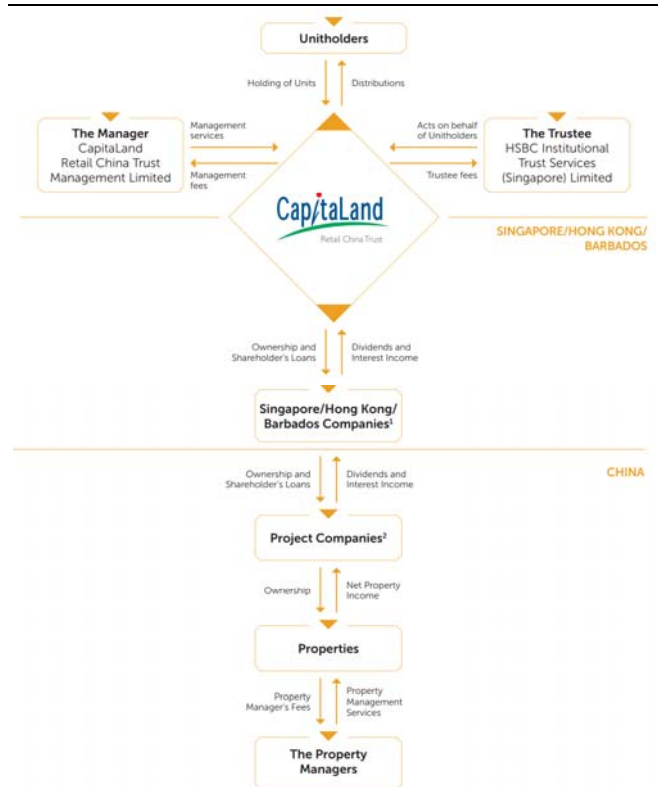 Unitholders
Holding of Units
Distributions
The Manager
CapitaLand
Retail China Trust
Management Limited
Management
services
Management
fees
Acts on behalf
of Unitholders
Trustee fees
The Trustee
HSBC Institutional
Trust Services
(Singapore) Limited
CapitaLand
Retail China Trust
SINGAPORE/HONG KONG/
BARBADOS
Ownership and
Shareholder's Loans
Dividends and
Interest Income
Singapore/Hong Kong/
Barbados Companies¹
CHINA
Ownership and
Shareholder's Loans
Dividends and
Interest Income
Project Companies²
Ownership
Net Property
Income
Properties
Property
Manager's Fees
Property
Management
Services
The Property
Managers